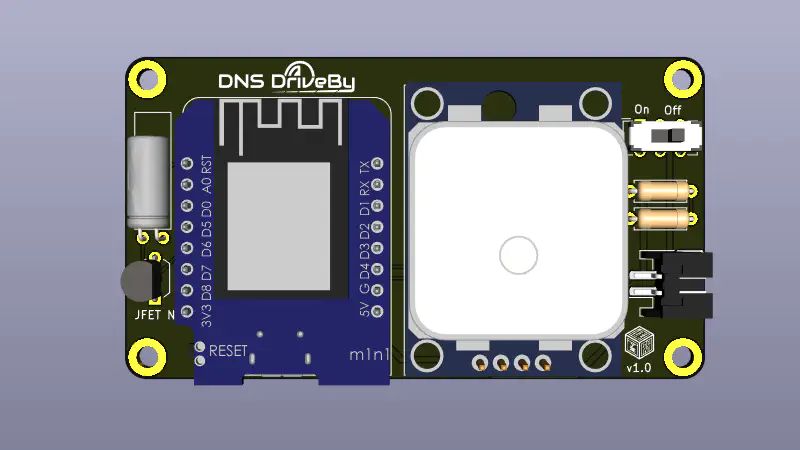 DNS DriveBy
On Off
RST
A0
D0
D5
D6
D7
D8
3V3
TX
RX
D1
D2
D3
D4
G
5V
JFET N
RESET
m1n1
v1.0